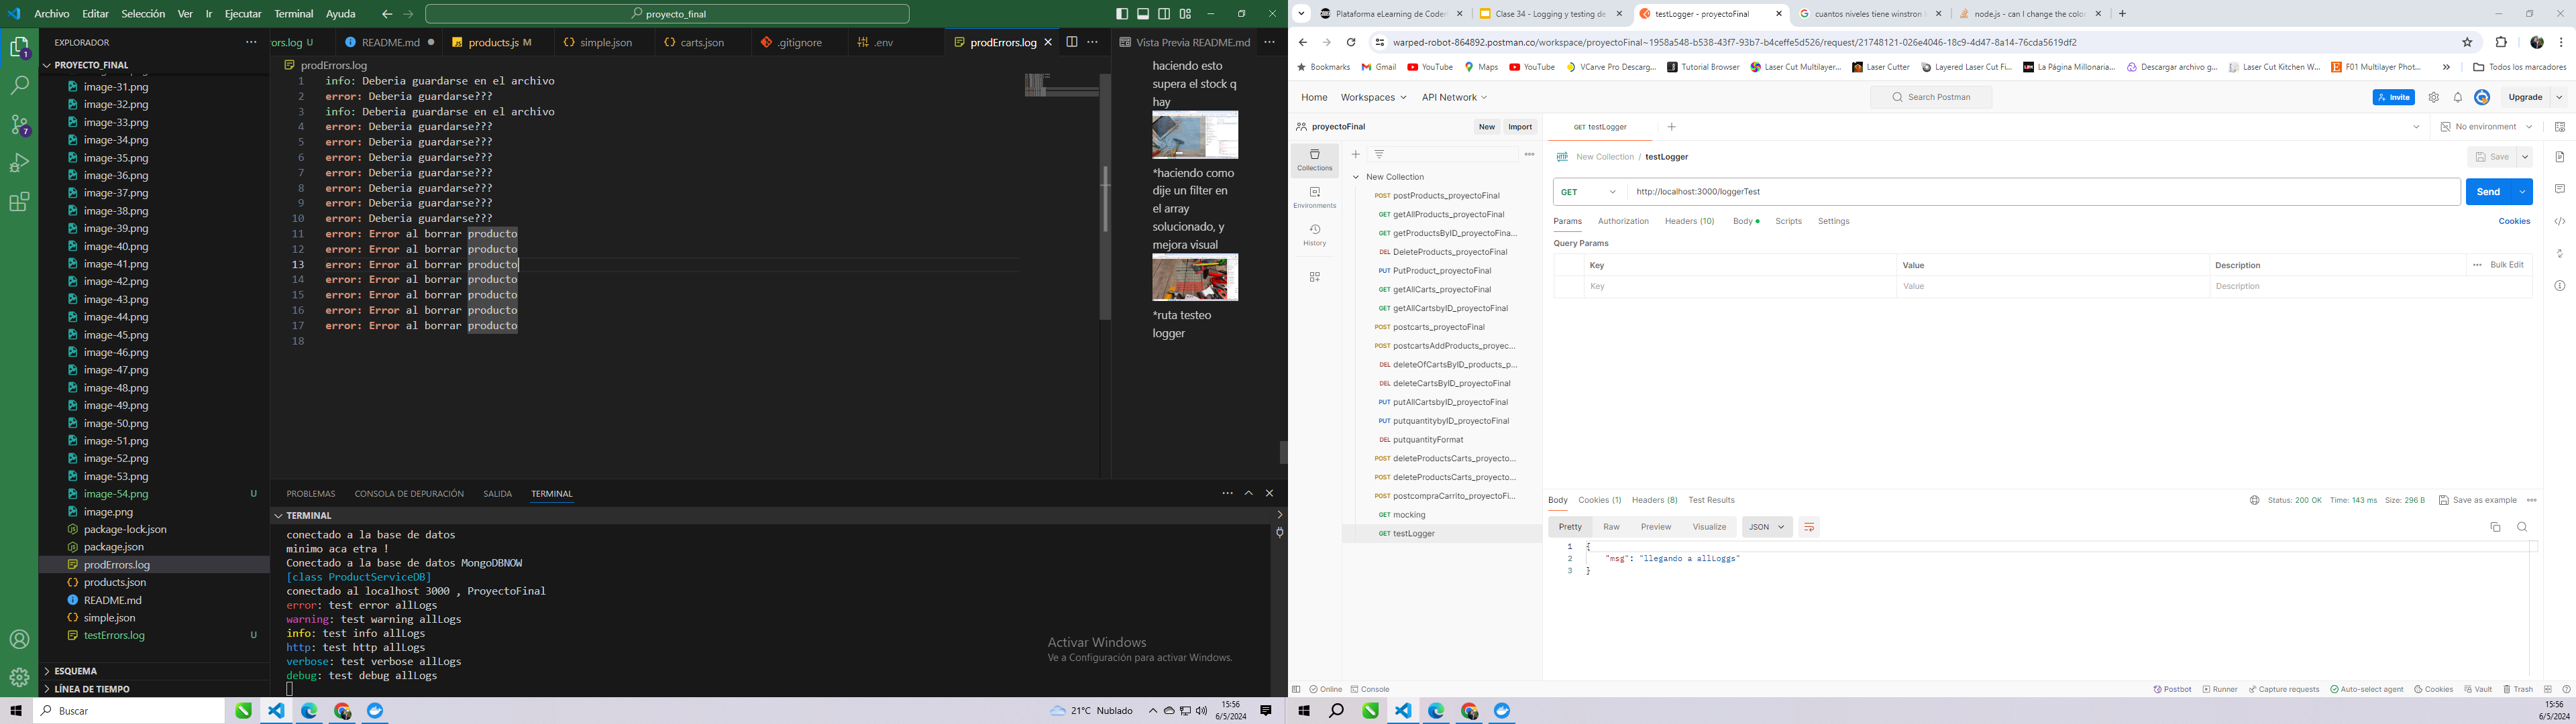 Archivo Editar Selección Ver Ir Ejecutar Terminal Ayuda
proyecto_final
EXPLORADOR
PROYECTO_FINAL
image-31.png
image-32.png
image-33.png
image-34.png
image-35.png
image-36.png
image-37.png
image-38.png
image-39.png
image-40.png
image-41.png
image-42.png
image-43.png
image-44.png
image-45.png
image-46.png
image-47.png
image-48.png
image-49.png
image-50.png
image-51.png
image-52.png
image-53.png
image-54.png U
image.png
package-lock.json
package.json
prodErrors.log
products.json
README.md
simple.json
testErrors.log U
ESQUEMA
LÍNEA DE TIEMPO
rors.log U README.md products.js M simple.json carts.json .gitignore .env prodErrors.log
prodErrors.log
1 info: Deberia guardarse en el archivo
2 error: Deberia guardarse???
3 info: Deberia guardarse en el archivo
4 error: Deberia guardarse???
5 error: Deberia guardarse???
6 error: Deberia guardarse???
7 error: Deberia guardarse???
8 error: Deberia guardarse???
9 error: Deberia guardarse???
10 error: Deberia guardarse???
11 error: Error al borrar producto
12 error: Error al borrar producto
13 error: Error al borrar producto
14 error: Error al borrar producto
15 error: Error al borrar producto
16 error: Error al borrar producto
17 error: Error al borrar producto
18
Vista Previa README.md
haciendo esto
supera el stock q
hay
*haciendo como
dije un filter en
el array
solucionado, y
mejora visual
*ruta testeo
logger
PROBLEMAS CONSOLA DE DEPURACIÓN SALIDA TERMINAL
TERMINAL
conectado a la base de datos
minimo aca etra !
Conectado a la base de datos MongoDBNOW
[class ProductServiceDB]
conectado al localhost 3000 , ProyectoFinal
error: test error allLogs
warning: test warning allLogs
info: test info allLogs
http: test http allLogs
verbose: test verbose allLogs
debug: test debug allLogs
Activar Windows
Ve a Configuración para activar Windows.
Buscar
21°C Nublado
15:56
6/5/2024
Plataforma eLearning de Coder
Clase 34 - Logging y testing de
testLogger - proyectoFinal
cuantos niveles tiene winstron
node.js - can I change the color
warped-robot-864892.postman.co/workspace/proyectoFinal~1958a548-b538-43f7-93b7-b4ceffe5d526/request/21748121-026e4046-18c9-4d47-8a14-76cda5619df2
Bookmarks Gmail YouTube Maps YouTube VCarve Pro Descarg... Tutorial Browser Laser Cut Multilayer... Laser Cutter Layered Laser Cut Fi... La Página Millonaria... Descargar archivo g... Laser Cut Kitchen W... F01 Multilayer Phot... Todos los marcadores
Home Workspaces API Network
Search Postman
Invite
Upgrade
proyectoFinal
New Import
Collections
Environments
History
New Collection
POST postProducts_proyectoFinal
GET getAllProducts_proyectoFinal
GET getProductsByID_proyectoFina...
DEL DeleteProducts_proyectoFinal
PUT PutProduct_proyectoFinal
GET getAllCarts_proyectoFinal
GET getAllCartsbyID_proyectoFinal
POST postcarts_proyectoFinal
POST postcartsAddProducts_proyec...
DEL deleteOfCartsByID_products_p...
DEL deleteCartsByID_proyectoFinal
PUT putAllCartsbyID_proyectoFinal
PUT putquantitybyID_proyectoFinal
DEL putquantityFormat
POST deleteProductsCarts_proyecto...
POST deleteProductsCarts_proyecto...
POST postcompraCarrito_proyectoFi...
GET mocking
GET testLogger
GET testLogger
No environment
New Collection / testLogger
Save
GET http://localhost:3000/loggerTest
Send
Params Authorization Headers (10) Body Scripts Settings
Cookies
Query Params
Key Value Description Bulk Edit
Key Value Description
Body Cookies (1) Headers (8) Test Results
Status: 200 OK Time: 143 ms Size: 296 B Save as example
Pretty Raw Preview Visualize JSON
1 {
2 "msg": "llegando a allLoggs"
3 }
Online Console
Postbot Runner Capture requests Auto-select agent Cookies Vault Trash
15:56
6/5/2024